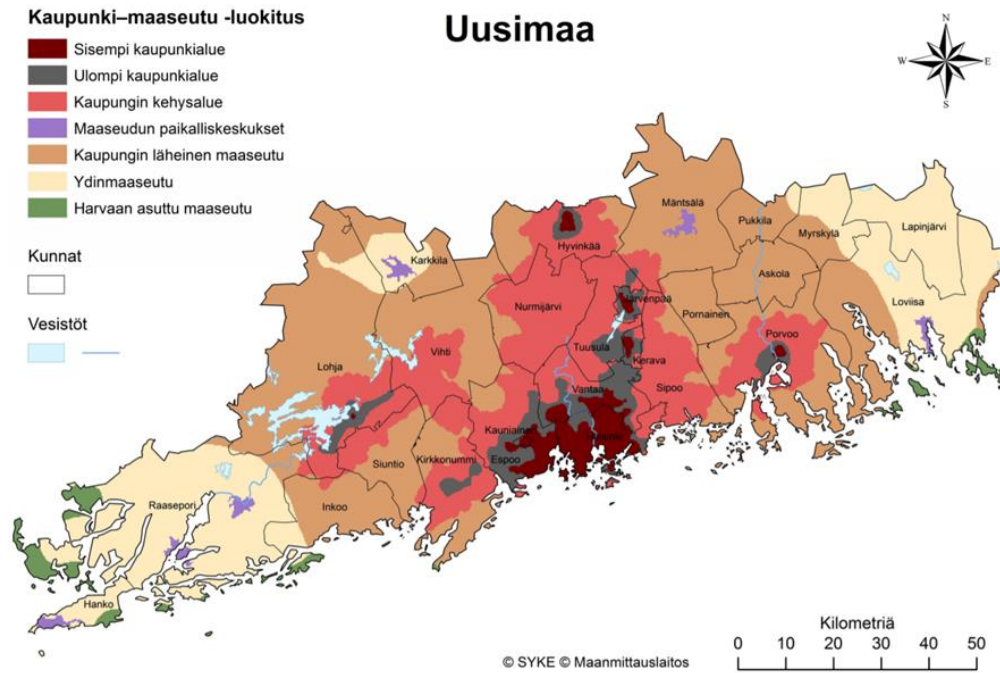 Kaupunki–maaseutu -luokitus
Sisempi kaupunkialue
Ulompi kaupunkialue
Kaupungin kehysalue
Maaseudun paikalliskeskukset
Kaupungin läheinen maaseutu
Ydinmaaseutu
Harvaan asuttu maaseutu
Kunnat
Vesistöt
Uusimaa
N
W E
S
Mäntsälä
Pukkila
Myrskylä
Lapinjärvi
Hyvinkää
Karkkila
Askola
Loviisa
Nurmijärvi
Järvenpää
Pornainen
Porvoo
Vihti
Tuusula
Kerava
Lohja
Sipoo
Vantaa
Kauniainen
Helsinki
Espoo
Siuntio
Kirkkonummi
Raasepori
Inkoo
Hanko
Kilometriä
0 10 20 30 40 50
© SYKE © Maanmittauslaitos